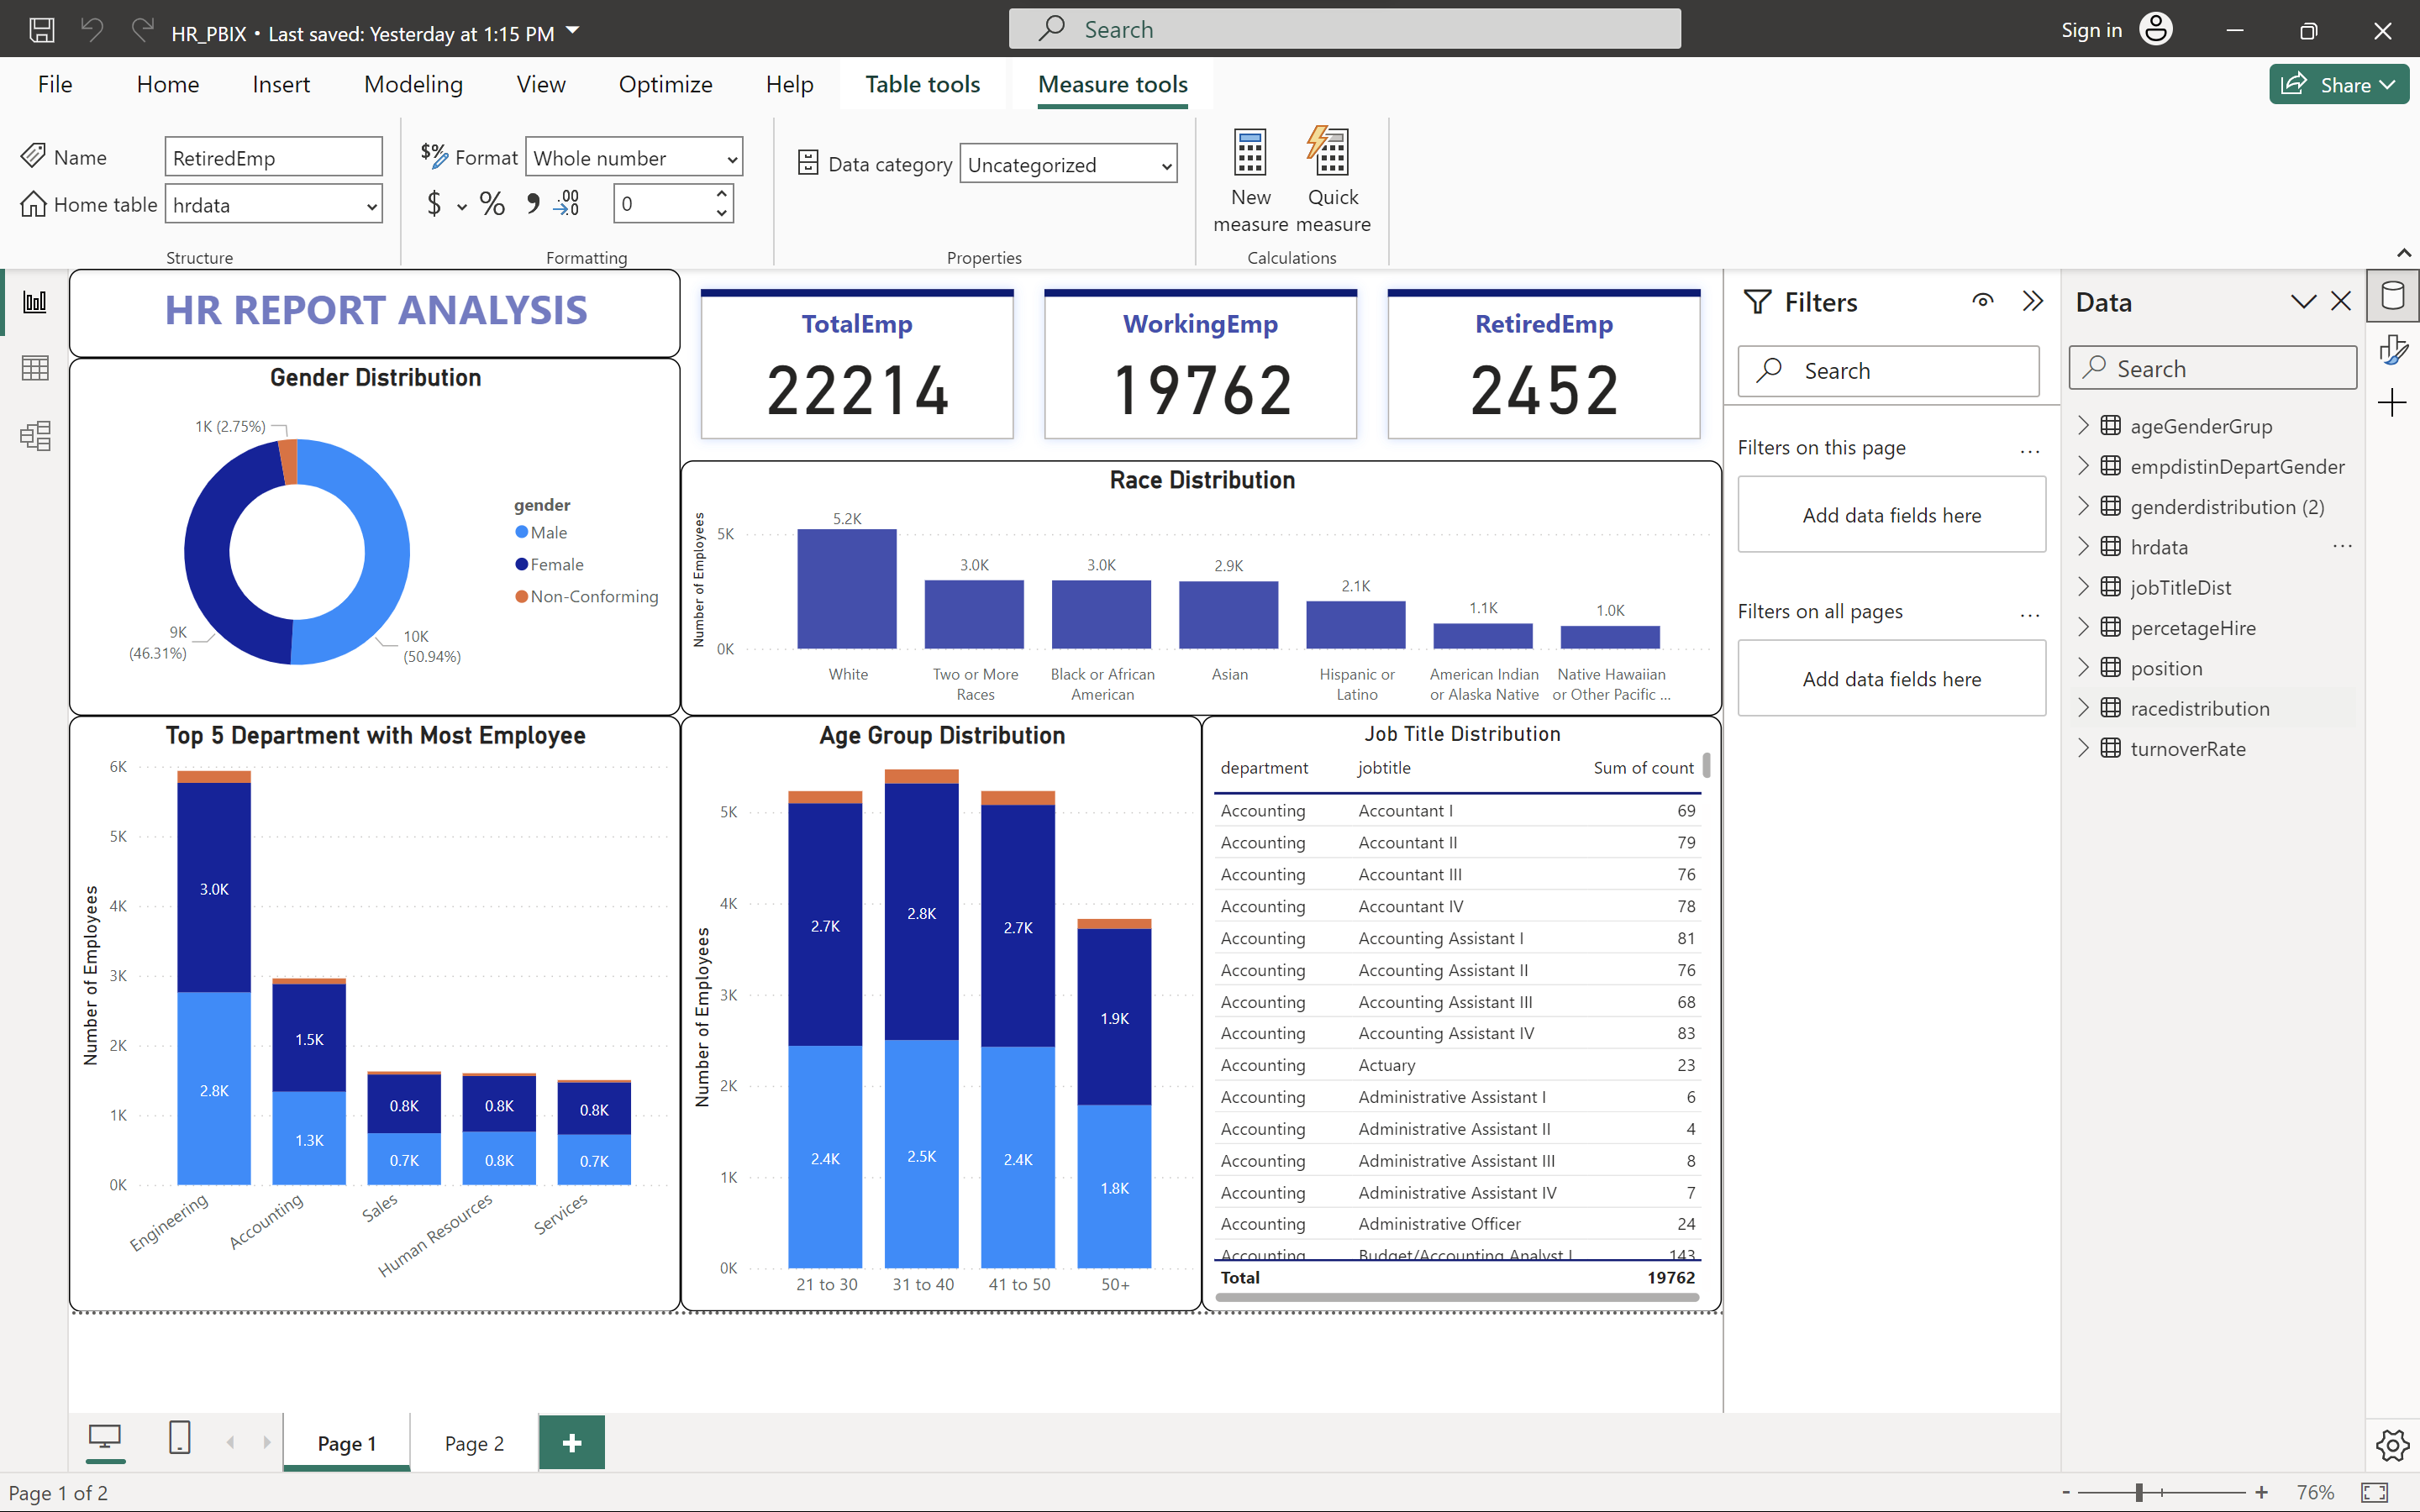 HR_PBIX • Last saved: Yesterday at 1:15 PM
Search
Sign in
File
Home
Insert
Modeling
View
Optimize
Help
Table tools
Measure tools
Share
Name
RetiredEmp
Home table
hrdata
Structure
$% Format
Whole number
$ % , .00 →.0
0
Formatting
Data category
Uncategorized
Properties
New measure
Quick measure
Calculations
HR REPORT ANALYSIS
TotalEmp
22214
WorkingEmp
19762
RetiredEmp
2452
Gender Distribution
1K (2.75%)
9K
(46.31%)
10K
(50.94%)
gender
Male
Female
Non-Conforming
Race Distribution
Number of Employees
5K
0K
5.2K
3.0K
3.0K
2.9K
2.1K
1.1K
1.0K
White
Two or More
Races
Black or African
American
Asian
Hispanic or
Latino
American Indian
or Alaska Native
Native Hawaiian
or Other Pacific ...
Top 5 Department with Most Employee
Number of Employees
6K
5K
4K
3K
2K
1K
0K
3.0K
2.8K
1.5K
1.3K
0.8K
0.7K
0.8K
0.8K
0.8K
0.7K
Engineering
Accounting
Sales
Human Resources
Services
Age Group Distribution
Number of Employees
5K
4K
3K
2K
1K
0K
2.7K
2.4K
2.8K
2.5K
2.7K
2.4K
1.9K
1.8K
21 to 30
31 to 40
41 to 50
50+
Job Title Distribution
department jobtitle Sum of count
Accounting Accountant I 69
Accounting Accountant II 79
Accounting Accountant III 76
Accounting Accountant IV 78
Accounting Accounting Assistant I 81
Accounting Accounting Assistant II 76
Accounting Accounting Assistant III 68
Accounting Accounting Assistant IV 83
Accounting Actuary 23
Accounting Administrative Assistant I 6
Accounting Administrative Assistant II 4
Accounting Administrative Assistant III 8
Accounting Administrative Assistant IV 7
Accounting Administrative Officer 24
Accounting Budget/Accounting Analyst I 143
Total 19762
Filters
Search
Filters on this page ...
Add data fields here
Filters on all pages ...
Add data fields here
Data
Search
ageGenderGrup
empdistinDepartGender
genderdistribution (2)
hrdata ...
jobTitleDist
percetageHire
position
racedistribution
turnoverRate
Page 1
Page 2
+
Page 1 of 2
- + 76%